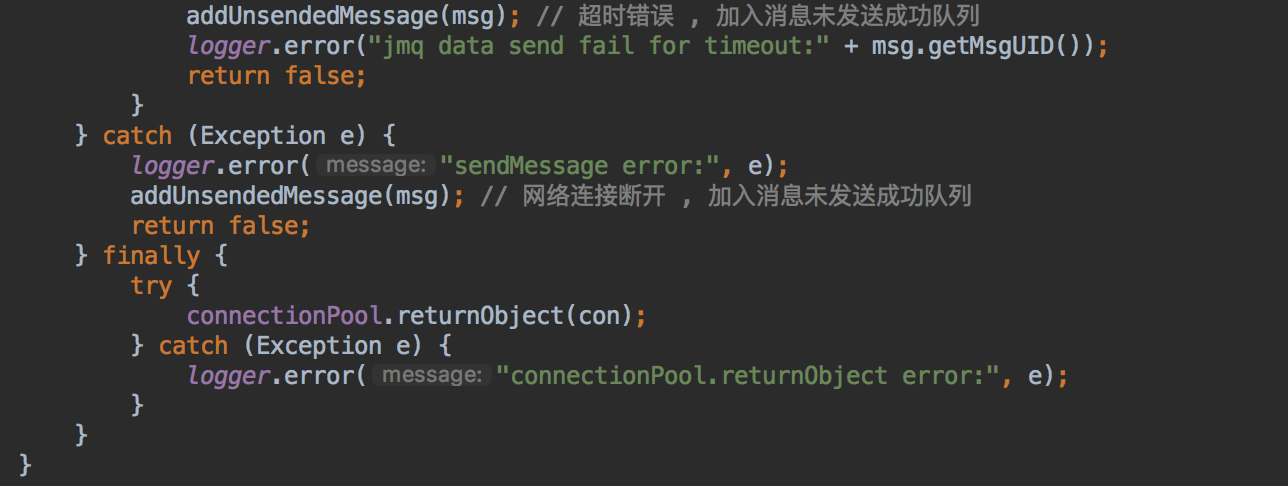 addUnsendedMessage(msg); // 超时错误 , 加入消息未发送成功队列
logger.error("jmq data send fail for timeout:" + msg.getMsgUID());
return false;
}
} catch (Exception e) {
logger.error( message: "sendMessage error:", e);
addUnsendedMessage(msg); // 网络连接断开 , 加入消息未发送成功队列
return false;
} finally {
try {
connectionPool.returnObject(con);
} catch (Exception e) {
logger.error( message: "connectionPool.returnObject error:", e);
}
}
}